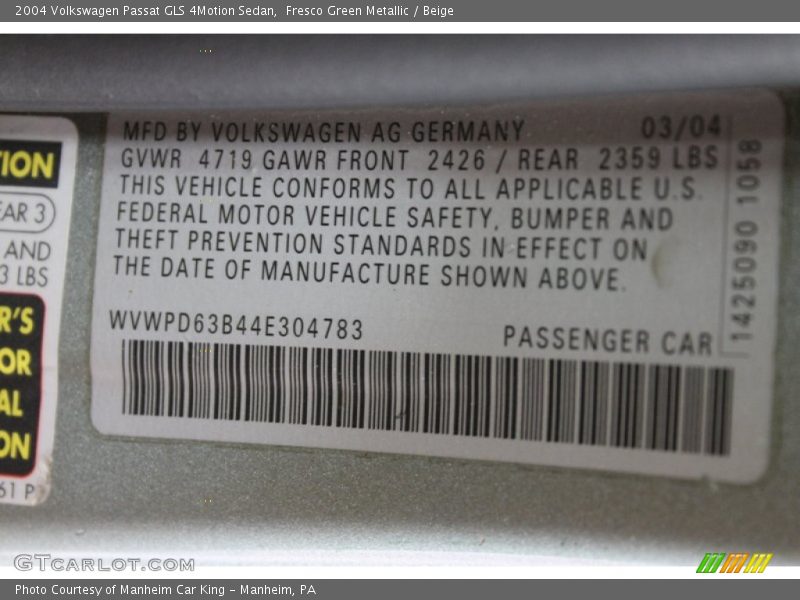 2004 Volkswagen Passat GLS 4Motion Sedan, Fresco Green Metallic / Beige
MFD BY VOLKSWAGEN AG GERMANY 03/04
GVWR 4719 GAWR FRONT 2426 / REAR 2359 LBS
THIS VEHICLE CONFORMS TO ALL APPLICABLE U.S.
FEDERAL MOTOR VEHICLE SAFETY, BUMPER AND
THEFT PREVENTION STANDARDS IN EFFECT ON
THE DATE OF MANUFACTURE SHOWN ABOVE.
WVWPD63B44E304783
PASSENGER CAR
1425090 1058
TION
EAR 3
AND
3 LBS
R'S
OR
AL
ON
61 P
GTcarlot.com
Photo Courtesy of Manheim Car King - Manheim, PA